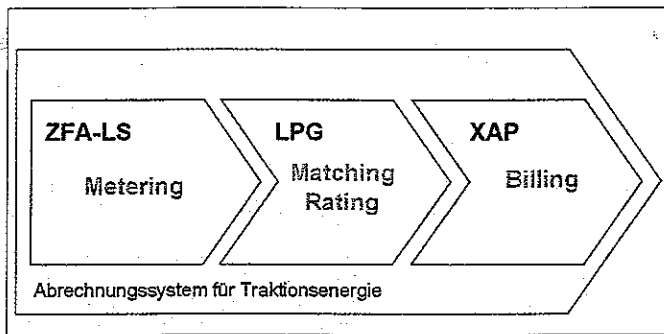 ZFA-LS
Metering
LPG
Matching
Rating
XAP
Billing
Abrechnungssystem für Traktionsenergie